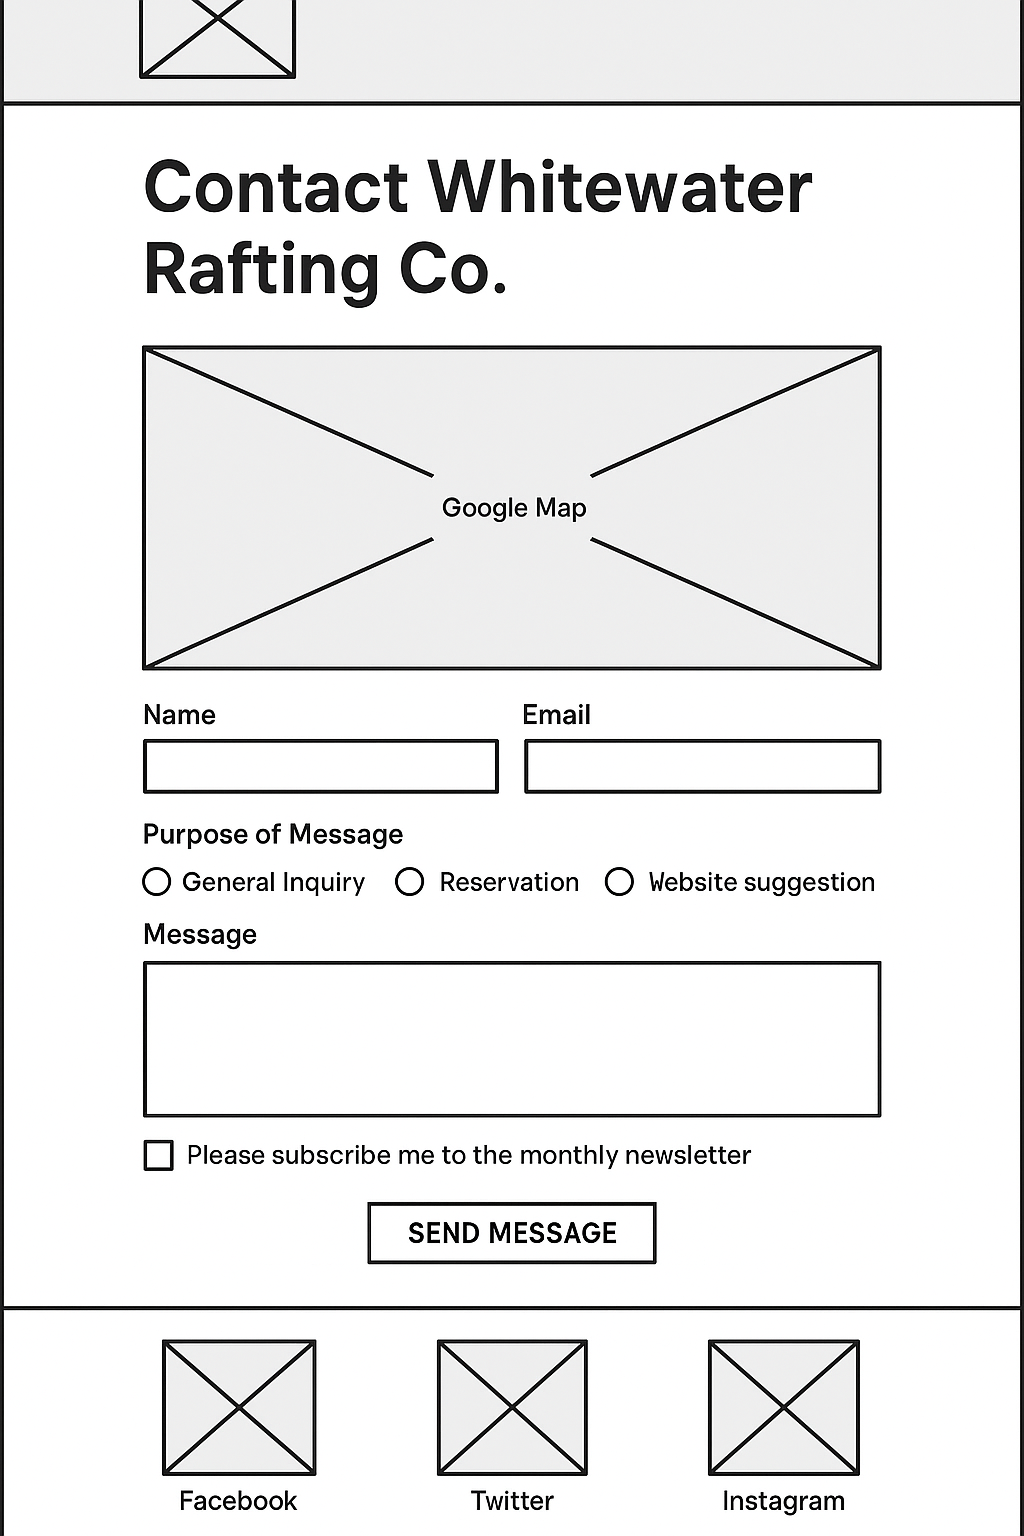 Contact Whitewater
Rafting Co.
Google Map
Name Email
Purpose of Message
General Inquiry Reservation Website suggestion
Message
Please subscribe me to the monthly newsletter
SEND MESSAGE
Facebook Twitter Instagram